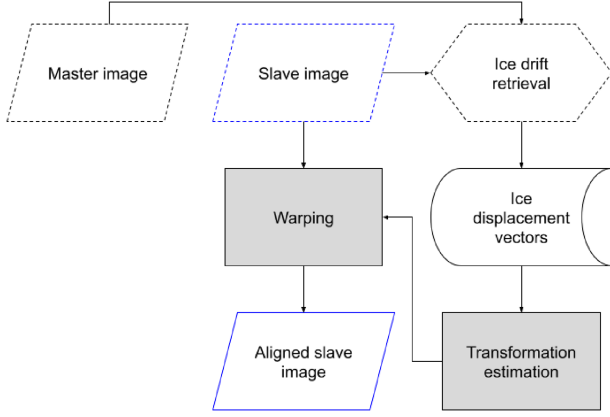 Master image
Slave image
Ice drift
retrieval
Warping
Ice
displacement
vectors
Aligned slave
image
Transformation
estimation